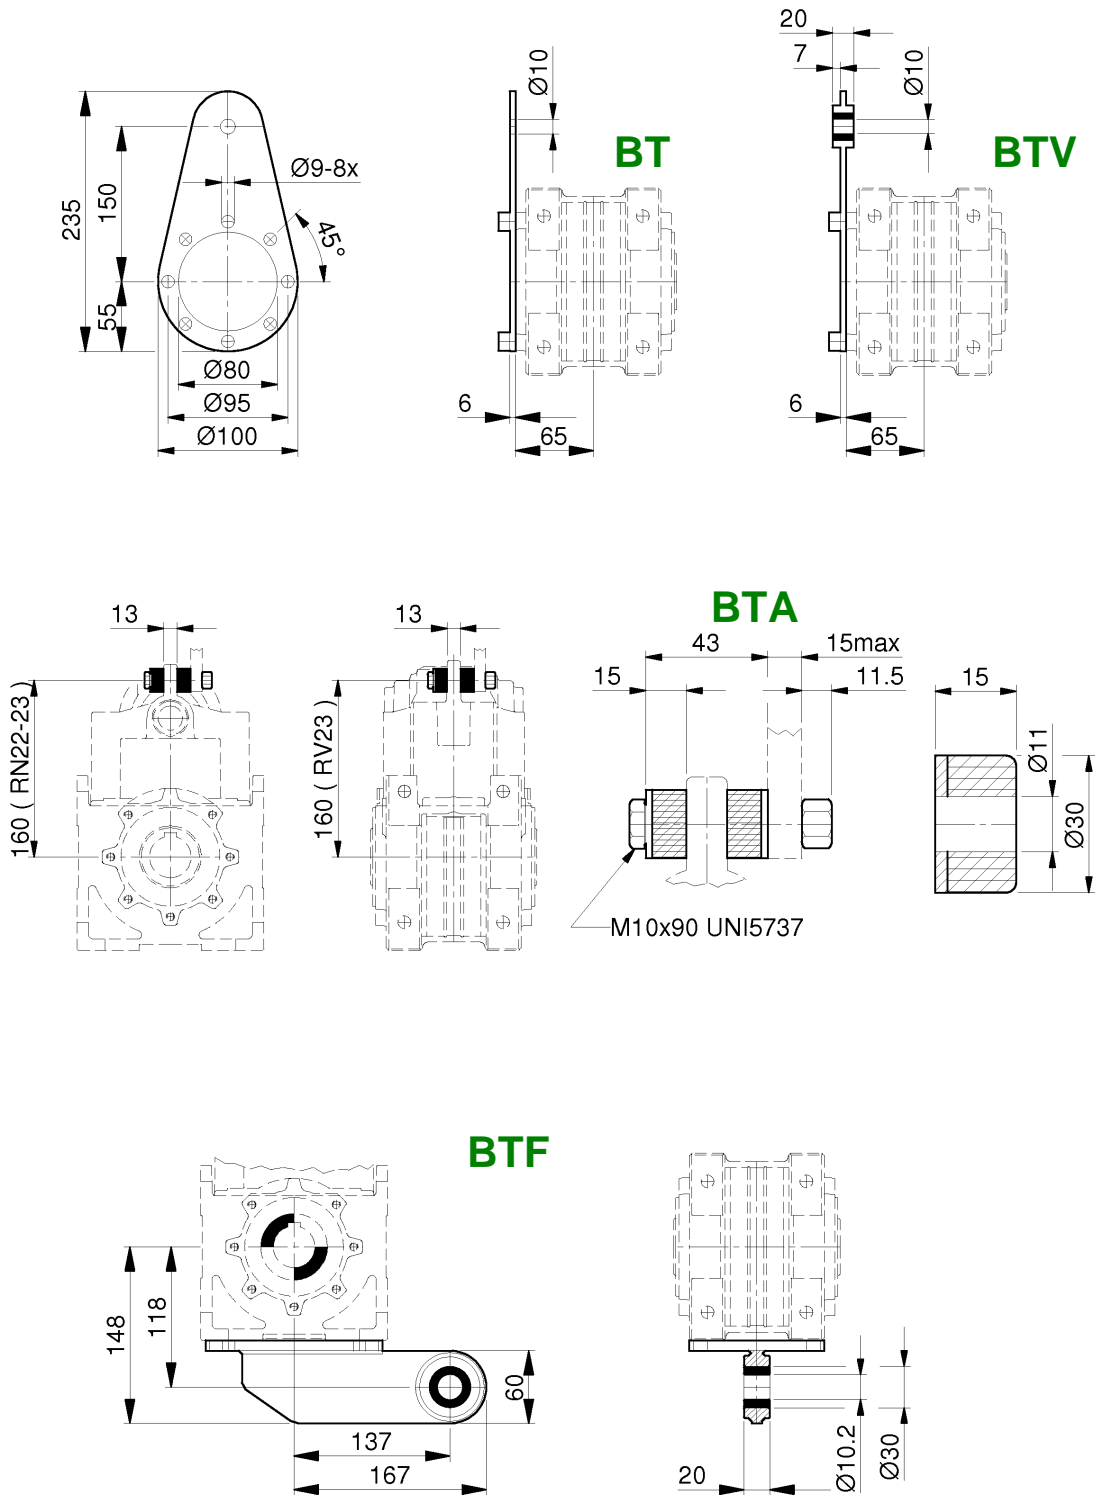 20
7
Ø10
Ø10
BT
BTV
Ø9-8x
235
150
45°
55
Ø80
Ø95
Ø100
6
65
6
65
BTA
13
13
43
15max
15
11.5
15
160 ( RN22-23 )
160 ( RV23 )
Ø11
Ø30
M10x90 UNI5737
BTF
148
118
60
137
167
20
Ø10.2
Ø30